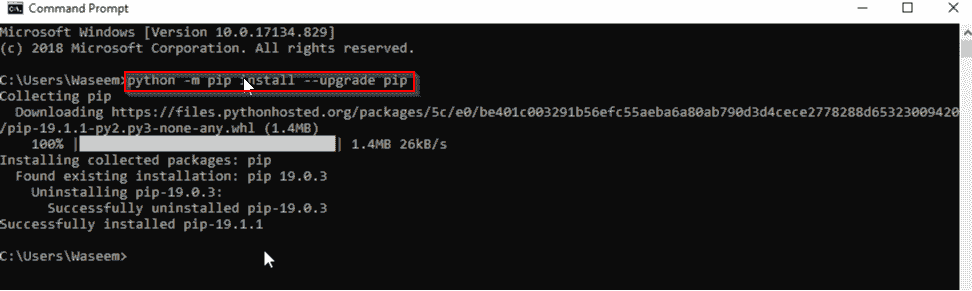 Command Prompt
Microsoft Windows [Version 10.0.17134.829]
(c) 2018 Microsoft Corporation. All rights reserved.
C:\Users\Waseem>python -m pip install --upgrade pip
Collecting pip
Downloading https://files.pythonhosted.org/packages/5c/e0/be401c003291b56efc55aeba6a80ab790d3d4cece2778288d65323009420
/pip-19.1.1-py2.py3-none-any.whl (1.4MB)
100% |████████████████████████████████| 1.4MB 26kB/s
Installing collected packages: pip
Found existing installation: pip 19.0.3
Uninstalling pip-19.0.3:
Successfully uninstalled pip-19.0.3
Successfully installed pip-19.1.1
C:\Users\Waseem>